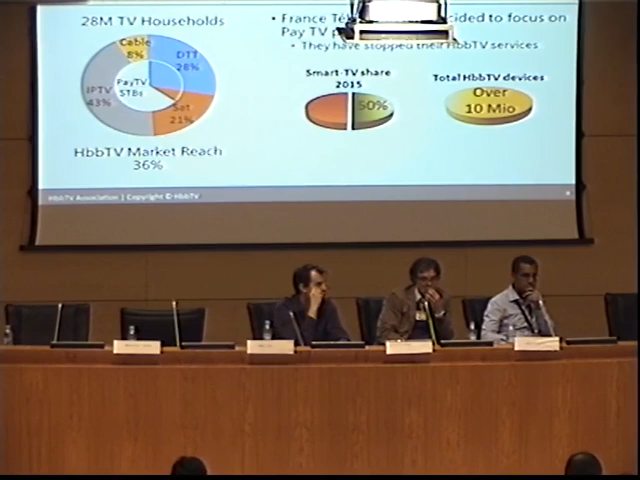 28M TV Households
Cable
8%
DTT
28%
PayTV
STBs
IPTV
43%
Sat
21%
HbbTV Market Reach
36%
• France Té cided to focus on
Pay TV
• They have stopped their HbbTV services
Smart-TV share
2015
50%
Total HbbTV devices
Over
10 Mio
HbbTV Association | Copyright © HbbTV